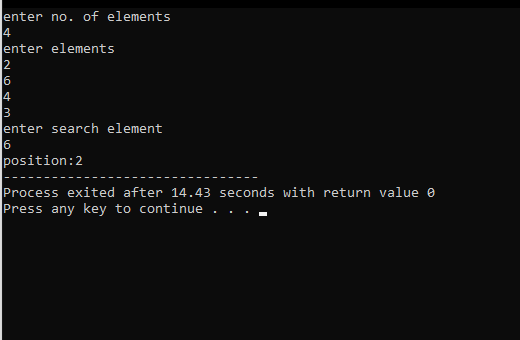 enter no. of elements
4
enter elements
2
6
4
3
enter search element
6
position:2
--------------------------------
Process exited after 14.43 seconds with return value 0
Press any key to continue . . .